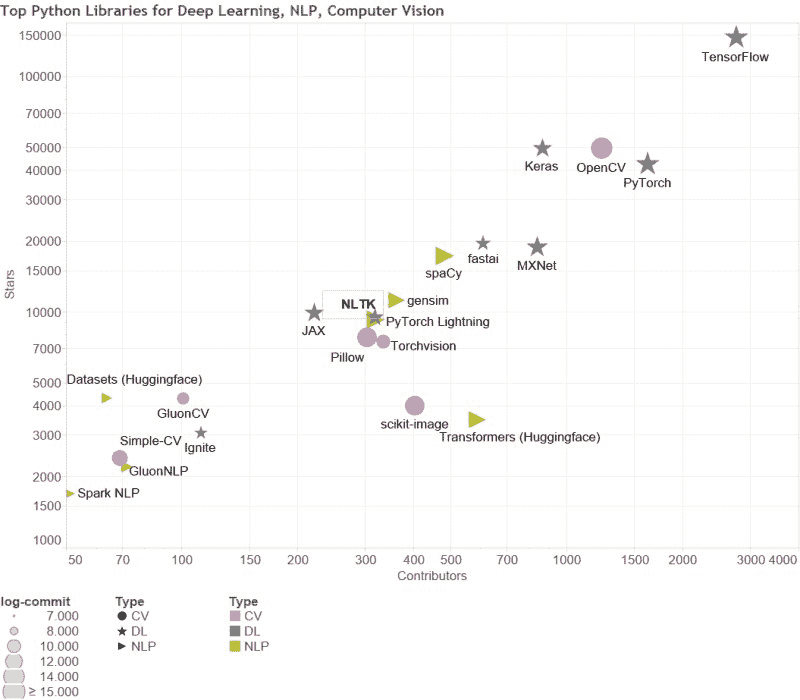 Top Python Libraries for Deep Learning, NLP, Computer Vision
150000
TensorFlow
100000
70000
50000
Keras
OpenCV
40000
PyTorch
30000
20000
fastai
MXNet
spaCy
15000
Stars
NLTK
gensim
10000
JAX
PyTorch Lightning
7000
Pillow
Torchvision
5000
Datasets (Huggingface)
4000
GluonCV
scikit-image
3000
Simple-CV
Ignite
Transformers (Huggingface)
2000
GluonNLP
Spark NLP
1500
1000
50 70 100 150 200 300 400 500 700 1000 1500 2000 3000 4000
Contributors
log-commit Type Type
7.000 CV CV
8.000 DL DL
10.000 NLP NLP
12.000
14.000
≥ 15.000